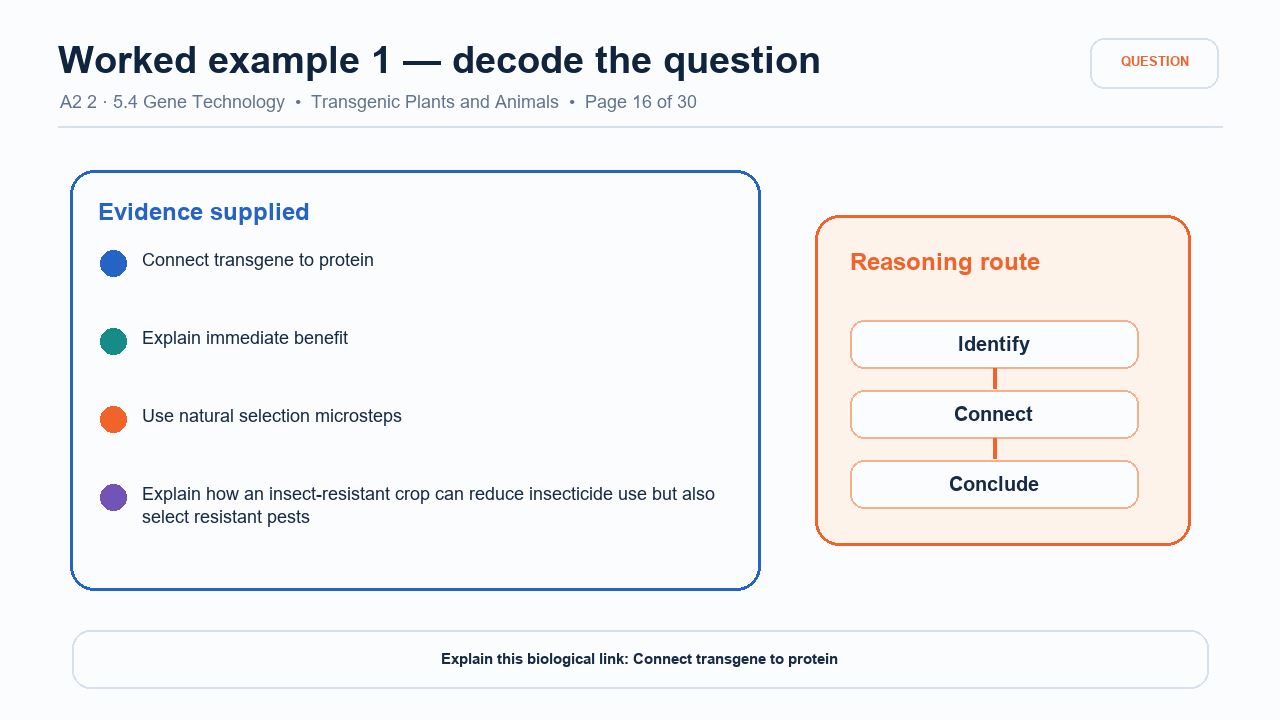 Worked example 1 — decode the question
QUESTION
A2 2 · 5.4 Gene Technology • Transgenic Plants and Animals • Page 16 of 30
Evidence supplied
Connect transgene to protein
Explain immediate benefit
Use natural selection microsteps
Explain how an insect-resistant crop can reduce insecticide use but also
select resistant pests
Reasoning route
Identify
Connect
Conclude
Explain this biological link: Connect transgene to protein